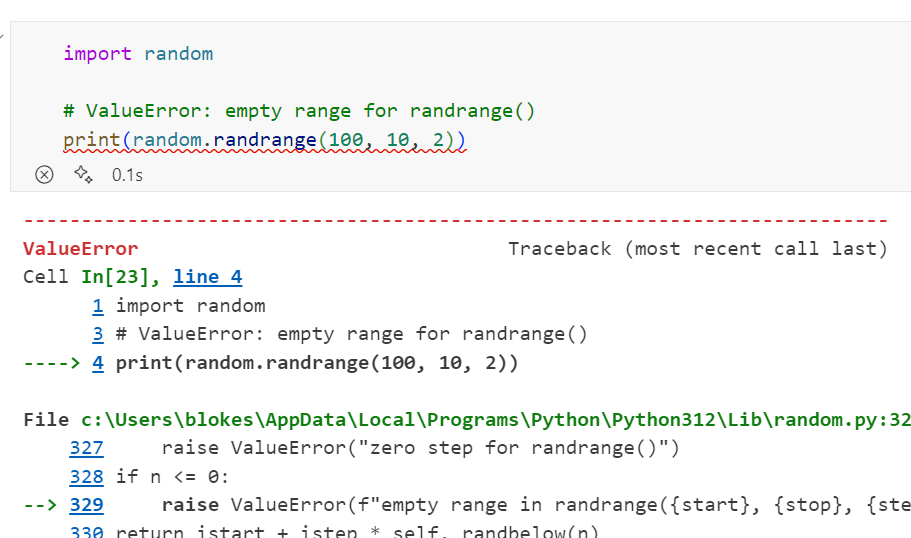 import random
# ValueError: empty range for randrange()
print(random.randrange(100, 10, 2))
0.1s
---------------------------------------------------------------------------
ValueError                                Traceback (most recent call last)
Cell In[23], line 4
1 import random
3 # ValueError: empty range for randrange()
----> 4 print(random.randrange(100, 10, 2))
File c:\Users\blokes\AppData\Local\Programs\Python\Python312\Lib\random.py:32
327     raise ValueError("zero step for randrange()")
328 if n <= 0:
--> 329     raise ValueError(f"empty range in randrange({start}, {stop}, {ste
330 return istart + istep * self._randbelow(n)